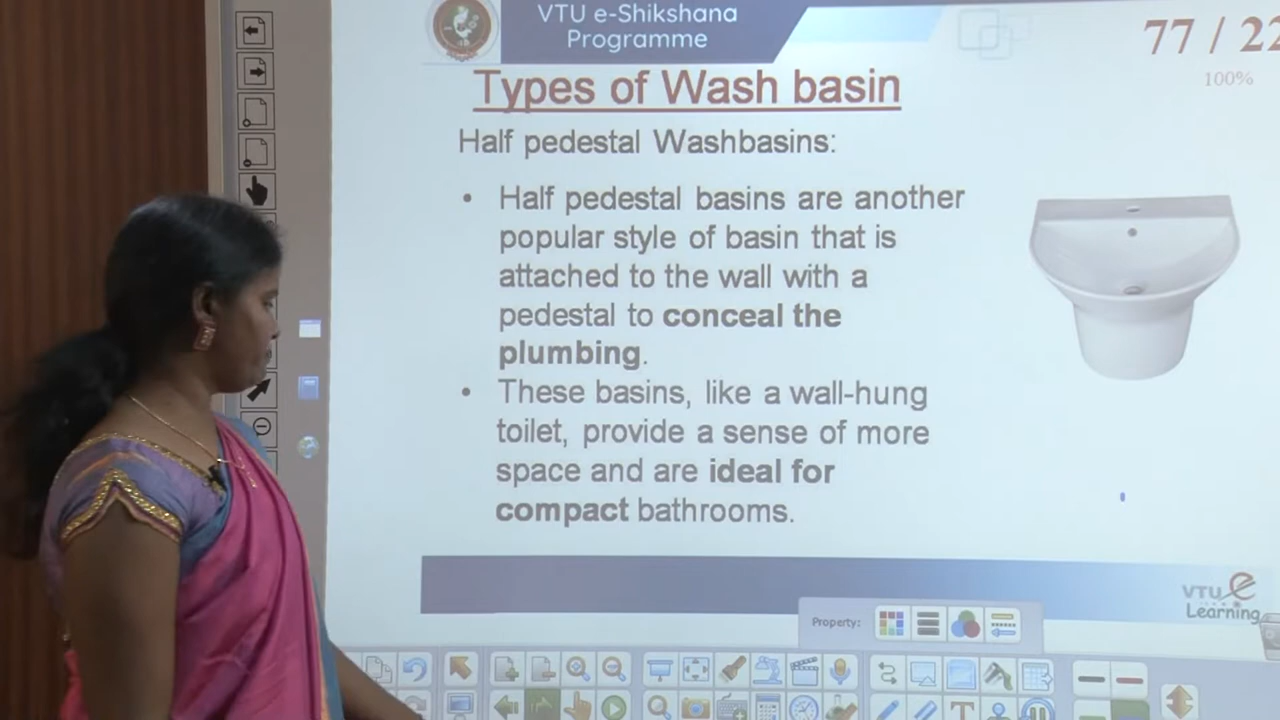 VTU e-Shikshana
Programme
77 / 22
100%
Types of Wash basin
Half pedestal Washbasins:
• Half pedestal basins are another
popular style of basin that is
attached to the wall with a
pedestal to conceal the
plumbing.
• These basins, like a wall-hung
toilet, provide a sense of more
space and are ideal for
compact bathrooms.
VTU e
Learning
Property: